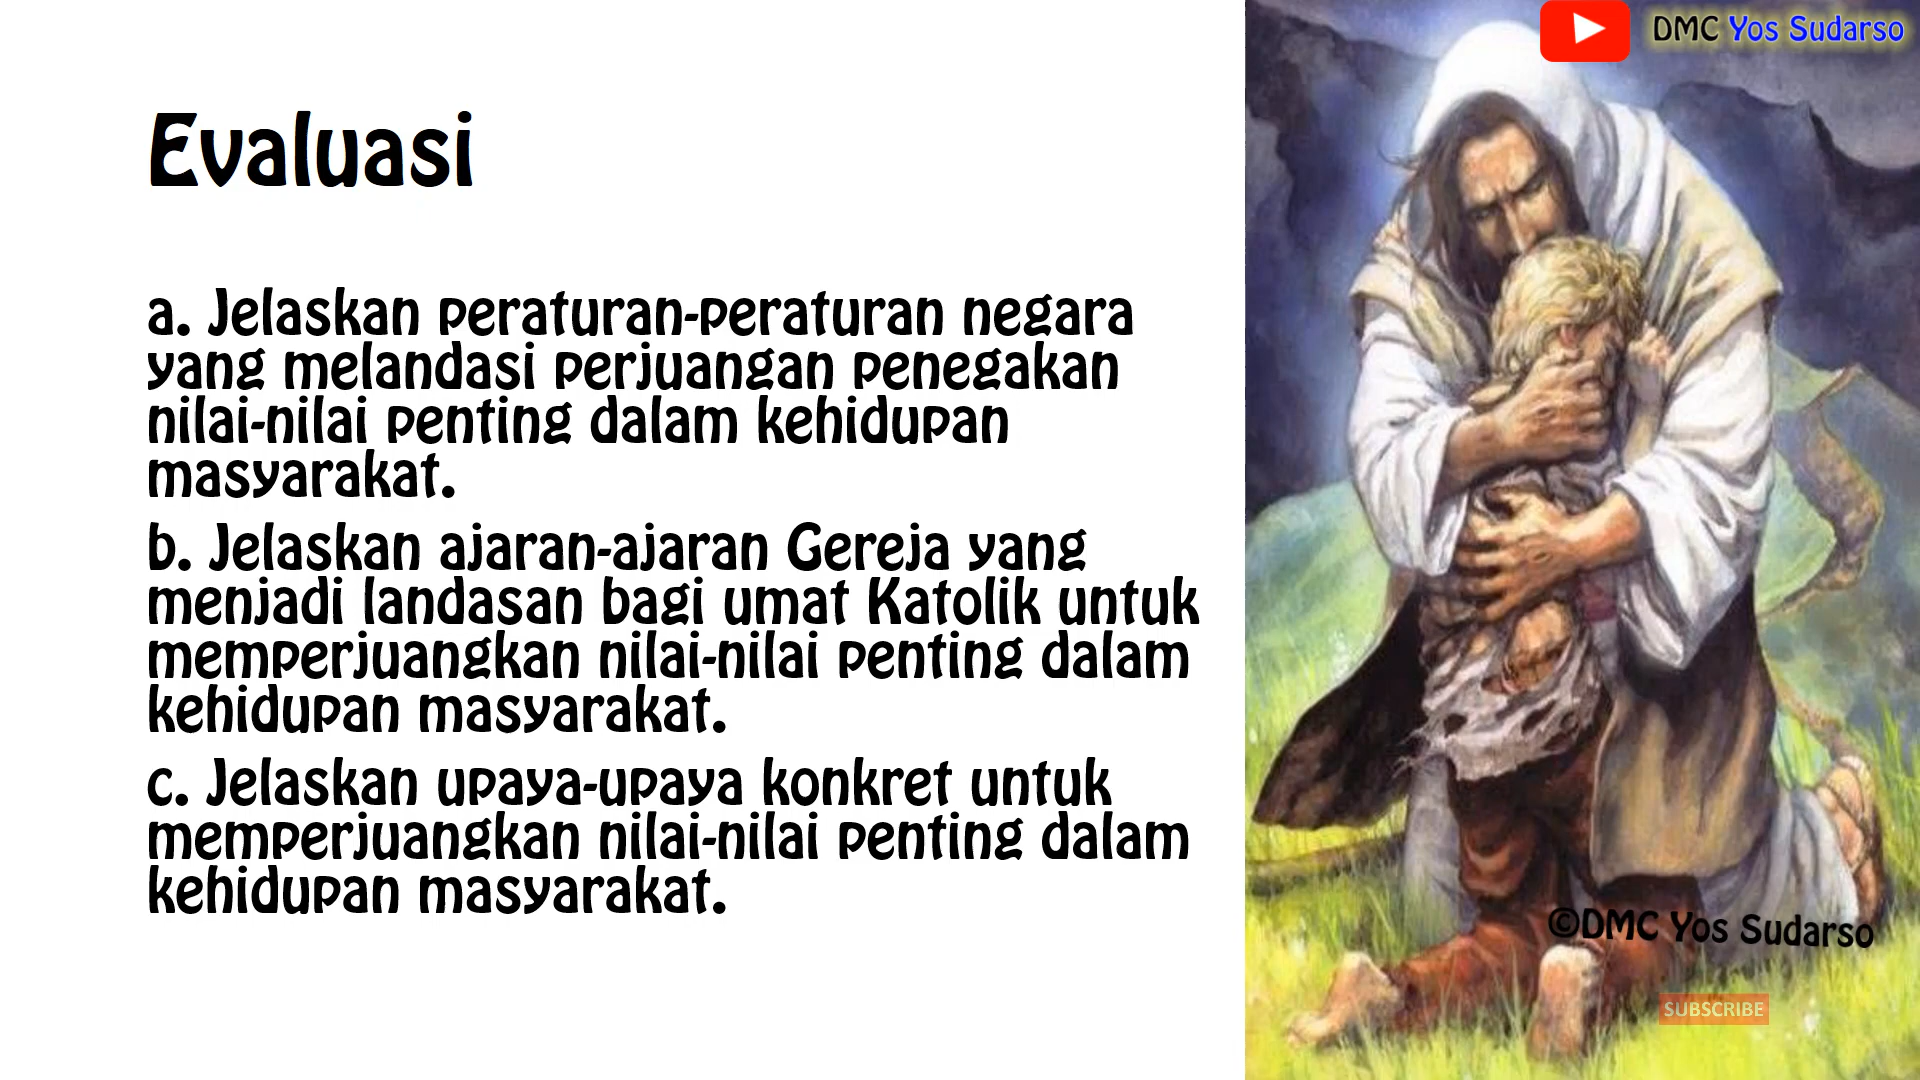 DMC Yos Sudarso
Evaluasi
a. Jelaskan peraturan-peraturan negara
yang melandasi perjuangan penegakan
nilai-nilai penting dalam kehidupan
masyarakat.
b. Jelaskan ajaran-ajaran Gereja yang
menjadi landasan bagi umat Katolik untuk
memperjuangkan nilai-nilai penting dalam
kehidupan masyarakat.
c. Jelaskan upaya-upaya konkret untuk
memperjuangkan nilai-nilai penting dalam
kehidupan masyarakat.
©DMC Yos Sudarso
SUBSCRIBE